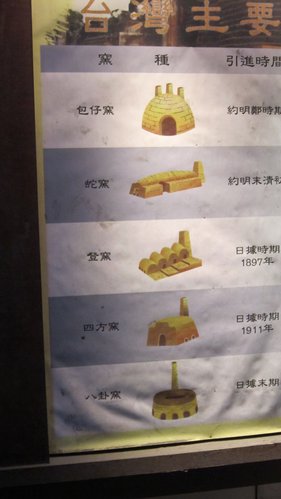 台灣主要
窯 種 引進時間
包仔窯 約明鄭時期
蛇窯 約明末清初
登窯 日據時期
1897年
四方窯 日據時期
1911年
八卦窯 日據末期